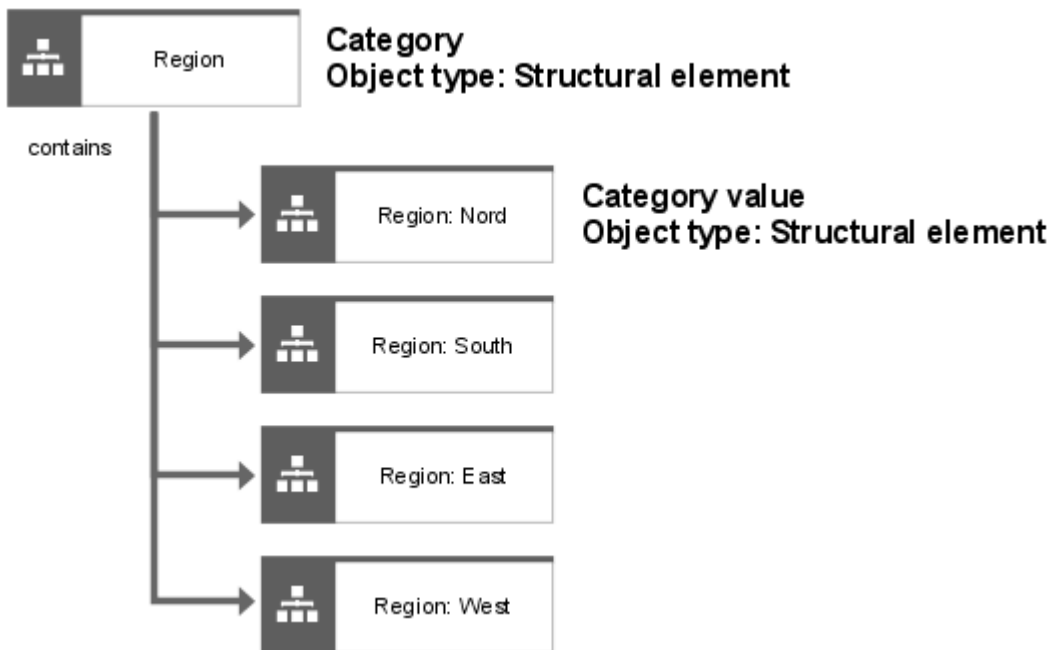 Region
Category
Object type: Structural element
contains
Region: Nord
Category value
Object type: Structural element
Region: South
Region: East
Region: West